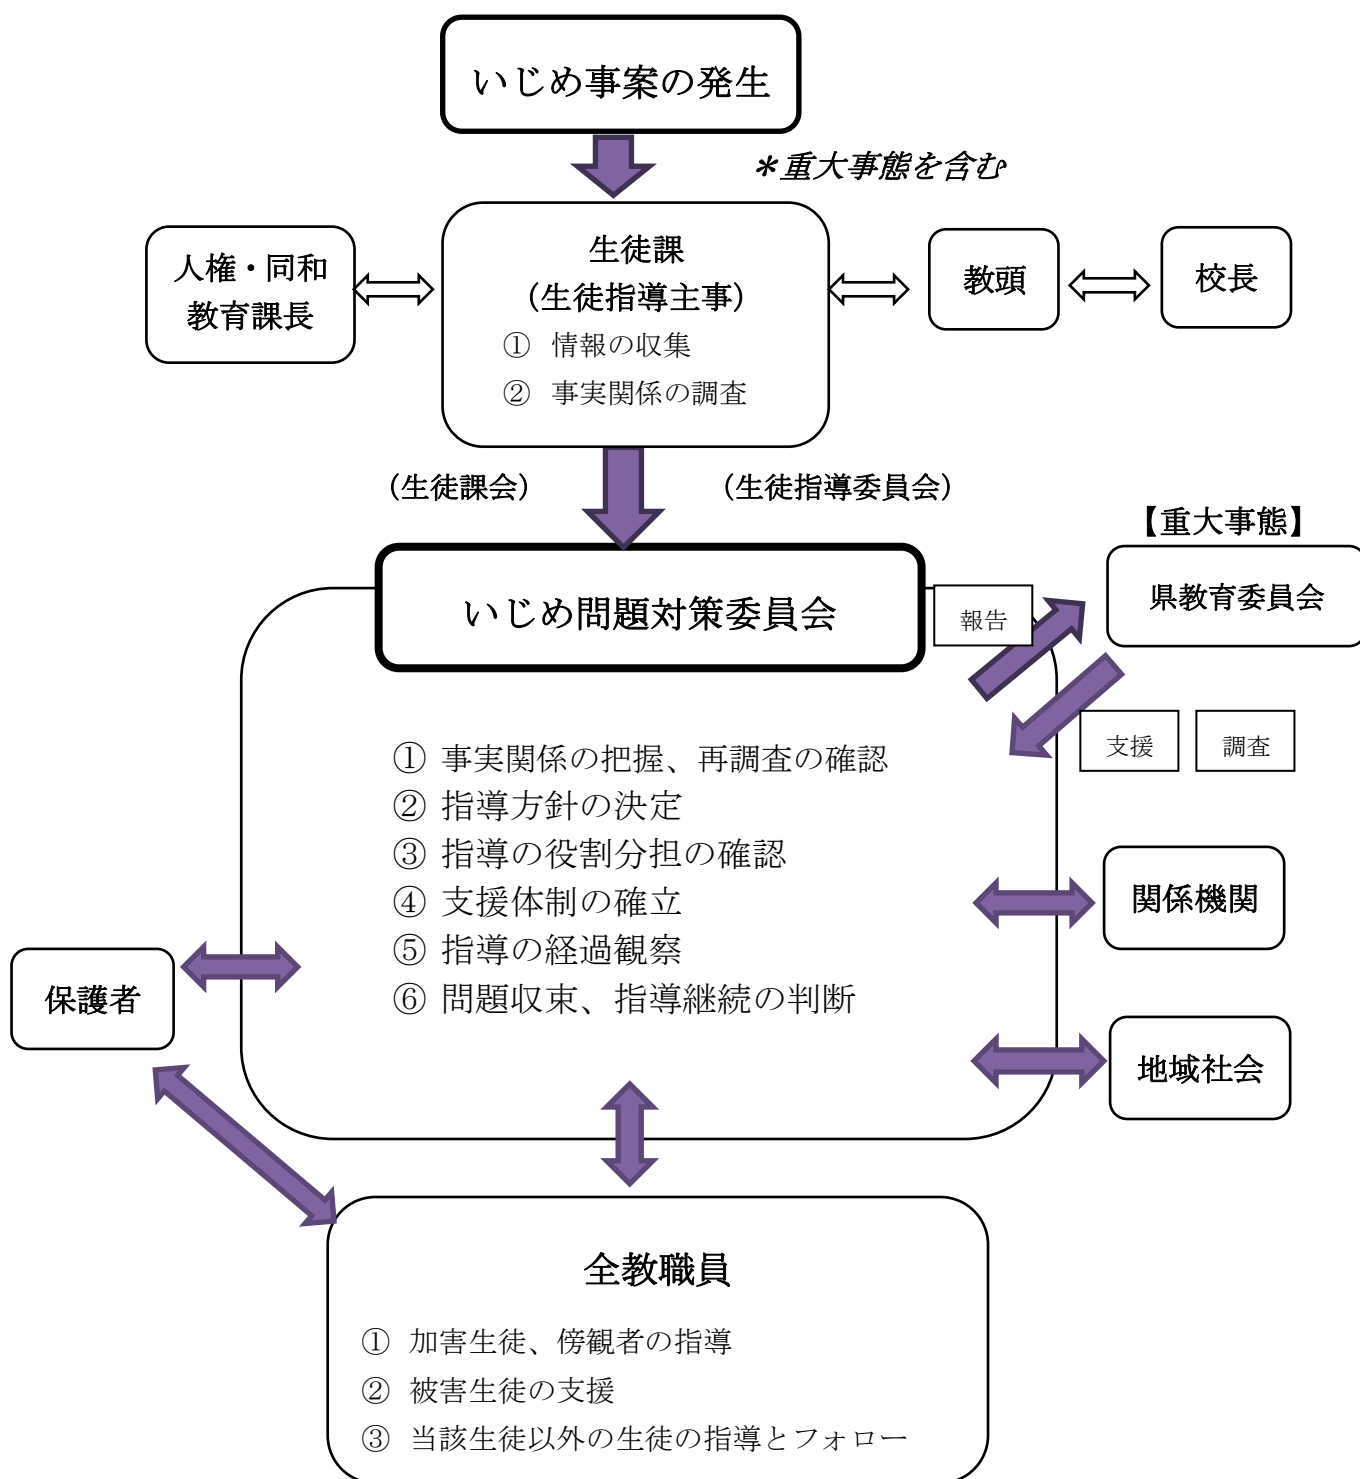 いじめ事案の発生
＊重大事態を含む
人権・同和
教育課長
生徒課
（生徒指導主事）
① 情報の収集
② 事実関係の調査
教頭
校長
（生徒課会）
（生徒指導委員会）
【重大事態】
県教育委員会
いじめ問題対策委員会
報告
支援
調査
① 事実関係の把握、再調査の確認
② 指導方針の決定
③ 指導の役割分担の確認
④ 支援体制の確立
⑤ 指導の経過観察
⑥ 問題収束、指導継続の判断
関係機関
保護者
地域社会
全教職員
① 加害生徒、傍観者の指導
② 被害生徒の支援
③ 当該生徒以外の生徒の指導とフォロー